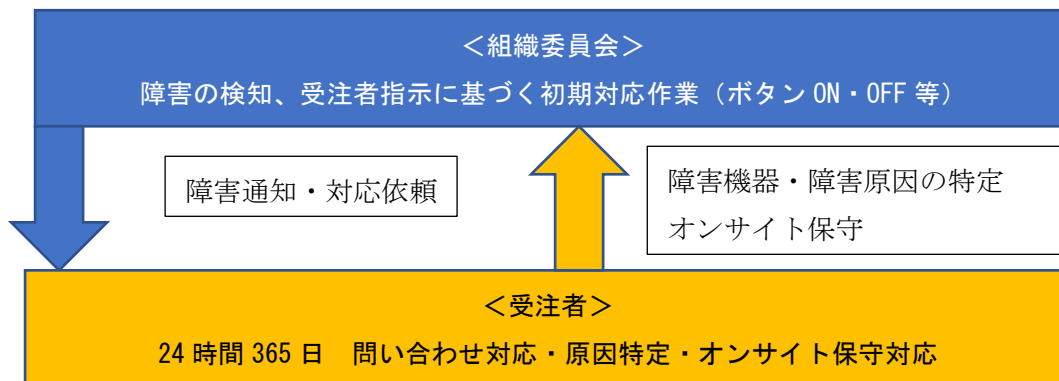 ＜組織委員会＞
障害の検知、受注者指示に基づく初期対応作業（ボタン ON・OFF 等）
障害通知・対応依頼
障害機器・障害原因の特定
オンサイト保守
＜受注者＞
24 時間 365 日　問い合わせ対応・原因特定・オンサイト保守対応